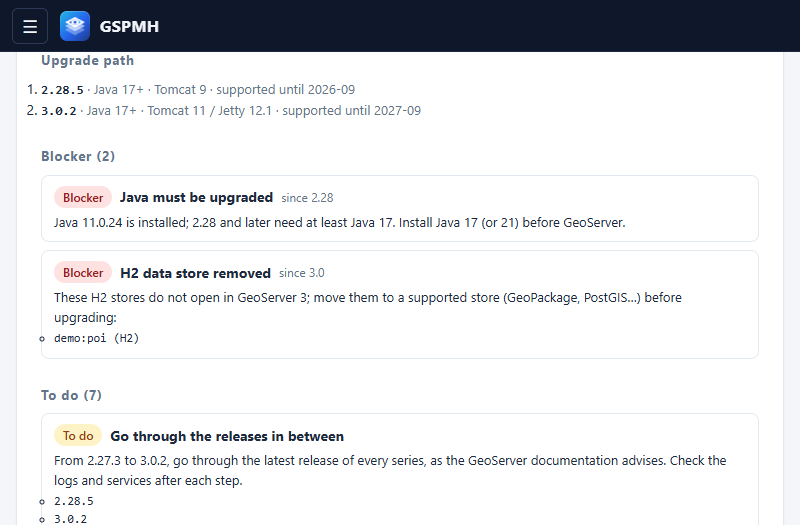 GSPMH
Upgrade path
1. 2.28.5 · Java 17+ · Tomcat 9 · supported until 2026-09
2. 3.0.2 · Java 17+ · Tomcat 11 / Jetty 12.1 · supported until 2027-09
Blocker (2)
Blocker Java must be upgraded since 2.28
Java 11.0.24 is installed; 2.28 and later need at least Java 17. Install Java 17 (or 21) before GeoServer.
Blocker H2 data store removed since 3.0
These H2 stores do not open in GeoServer 3; move them to a supported store (GeoPackage, PostGIS…) before
upgrading:
demo:poi (H2)
To do (7)
To do Go through the releases in between
From 2.27.3 to 3.0.2, go through the latest release of every series, as the GeoServer documentation advises. Check the
logs and services after each step.
2.28.5
3.0.2